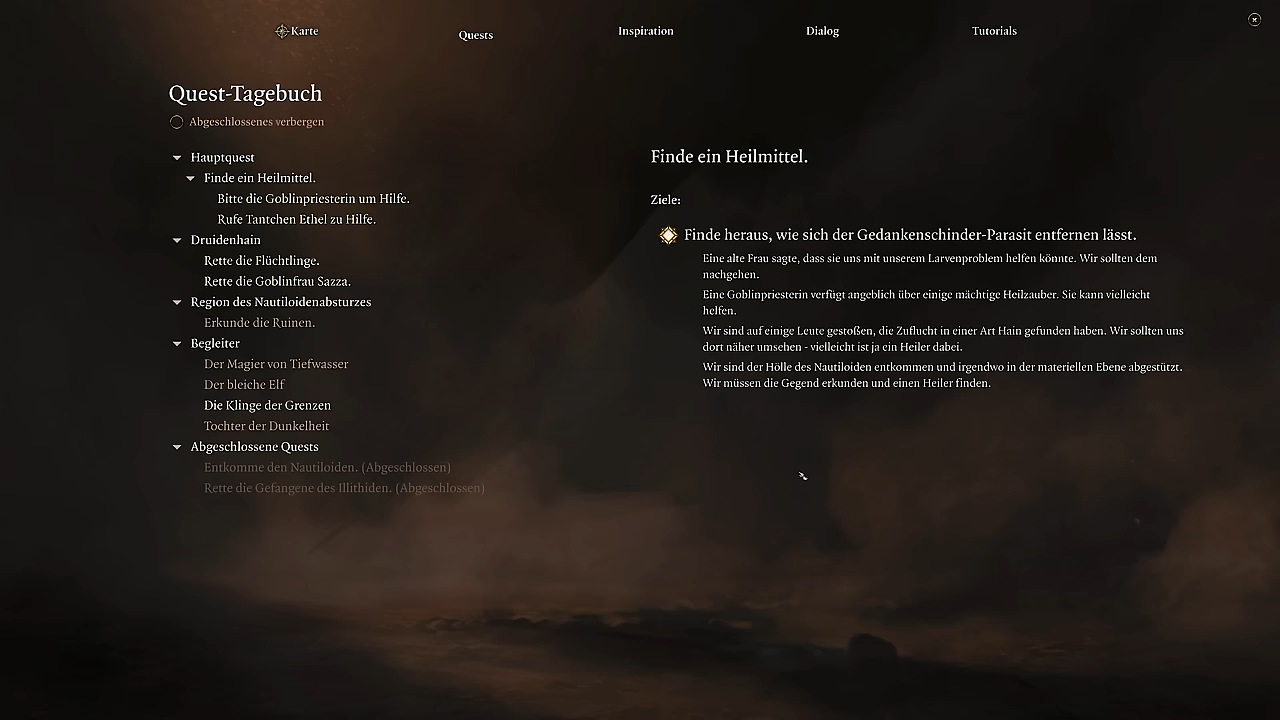 Karte
Quests
Inspiration
Dialog
Tutorials
Quest-Tagebuch
Abgeschlossenes verbergen
Hauptquest
Finde ein Heilmittel.
Bitte die Goblinpriesterin um Hilfe.
Rufe Tantchen Ethel zu Hilfe.
Druidenhain
Rette die Flüchtlinge.
Rette die Goblinfrau Sazza.
Region des Nautiloidenabsturzes
Erkunde die Ruinen.
Begleiter
Der Magier von Tiefwasser
Der bleiche Elf
Die Klinge der Grenzen
Tochter der Dunkelheit
Abgeschlossene Quests
Entkomme den Nautiloiden. (Abgeschlossen)
Rette die Gefangene des Illithiden. (Abgeschlossen)
Finde ein Heilmittel.
Ziele:
Finde heraus, wie sich der Gedankenschinder-Parasit entfernen lässt.
Eine alte Frau sagte, dass sie uns mit unserem Larvenproblem helfen könnte. Wir sollten dem
nachgehen.
Eine Goblinpriesterin verfügt angeblich über einige mächtige Heilzauber. Sie kann vielleicht
helfen.
Wir sind auf einige Leute gestoßen, die Zuflucht in einer Art Hain gefunden haben. Wir sollten uns
dort näher umsehen - vielleicht ist ja ein Heiler dabei.
Wir sind der Hölle des Nautiloiden entkommen und irgendwo in der materiellen Ebene abgestützt.
Wir müssen die Gegend erkunden und einen Heiler finden.